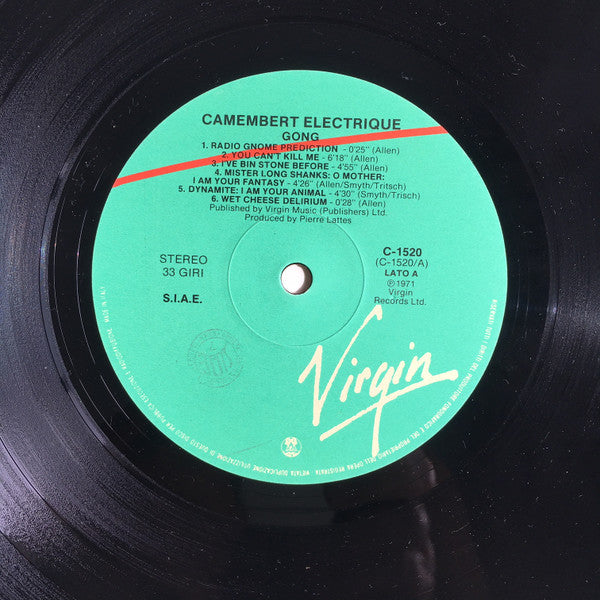 CAMEMBERT ELECTRIQUE
GONG
1. RADIO GNOME PREDICTION - 0'25" (Allen)
2. YOU CAN'T KILL ME - 6'18" (Allen)
3. I'VE BIN STONE BEFORE - 4'55" (Allen)
4. MISTER LONG SHANKS: O MOTHER:
I AM YOUR FANTASY - 4'26" (Allen/Smyth/Tritsch)
5. DYNAMITE: I AM YOUR ANIMAL - 4'30" (Smyth/Tritsch)
6. WET CHEESE DELIRIUM - 0'28" (Allen)
Published by Virgin Music (Publishers) Ltd.
Produced by Pierre Lattes
STEREO
33 GIRI
S.I.A.E.
C-1520
(C-1520/A)
LATO A
℗ 1971
Virgin
Records Ltd.
Virgin